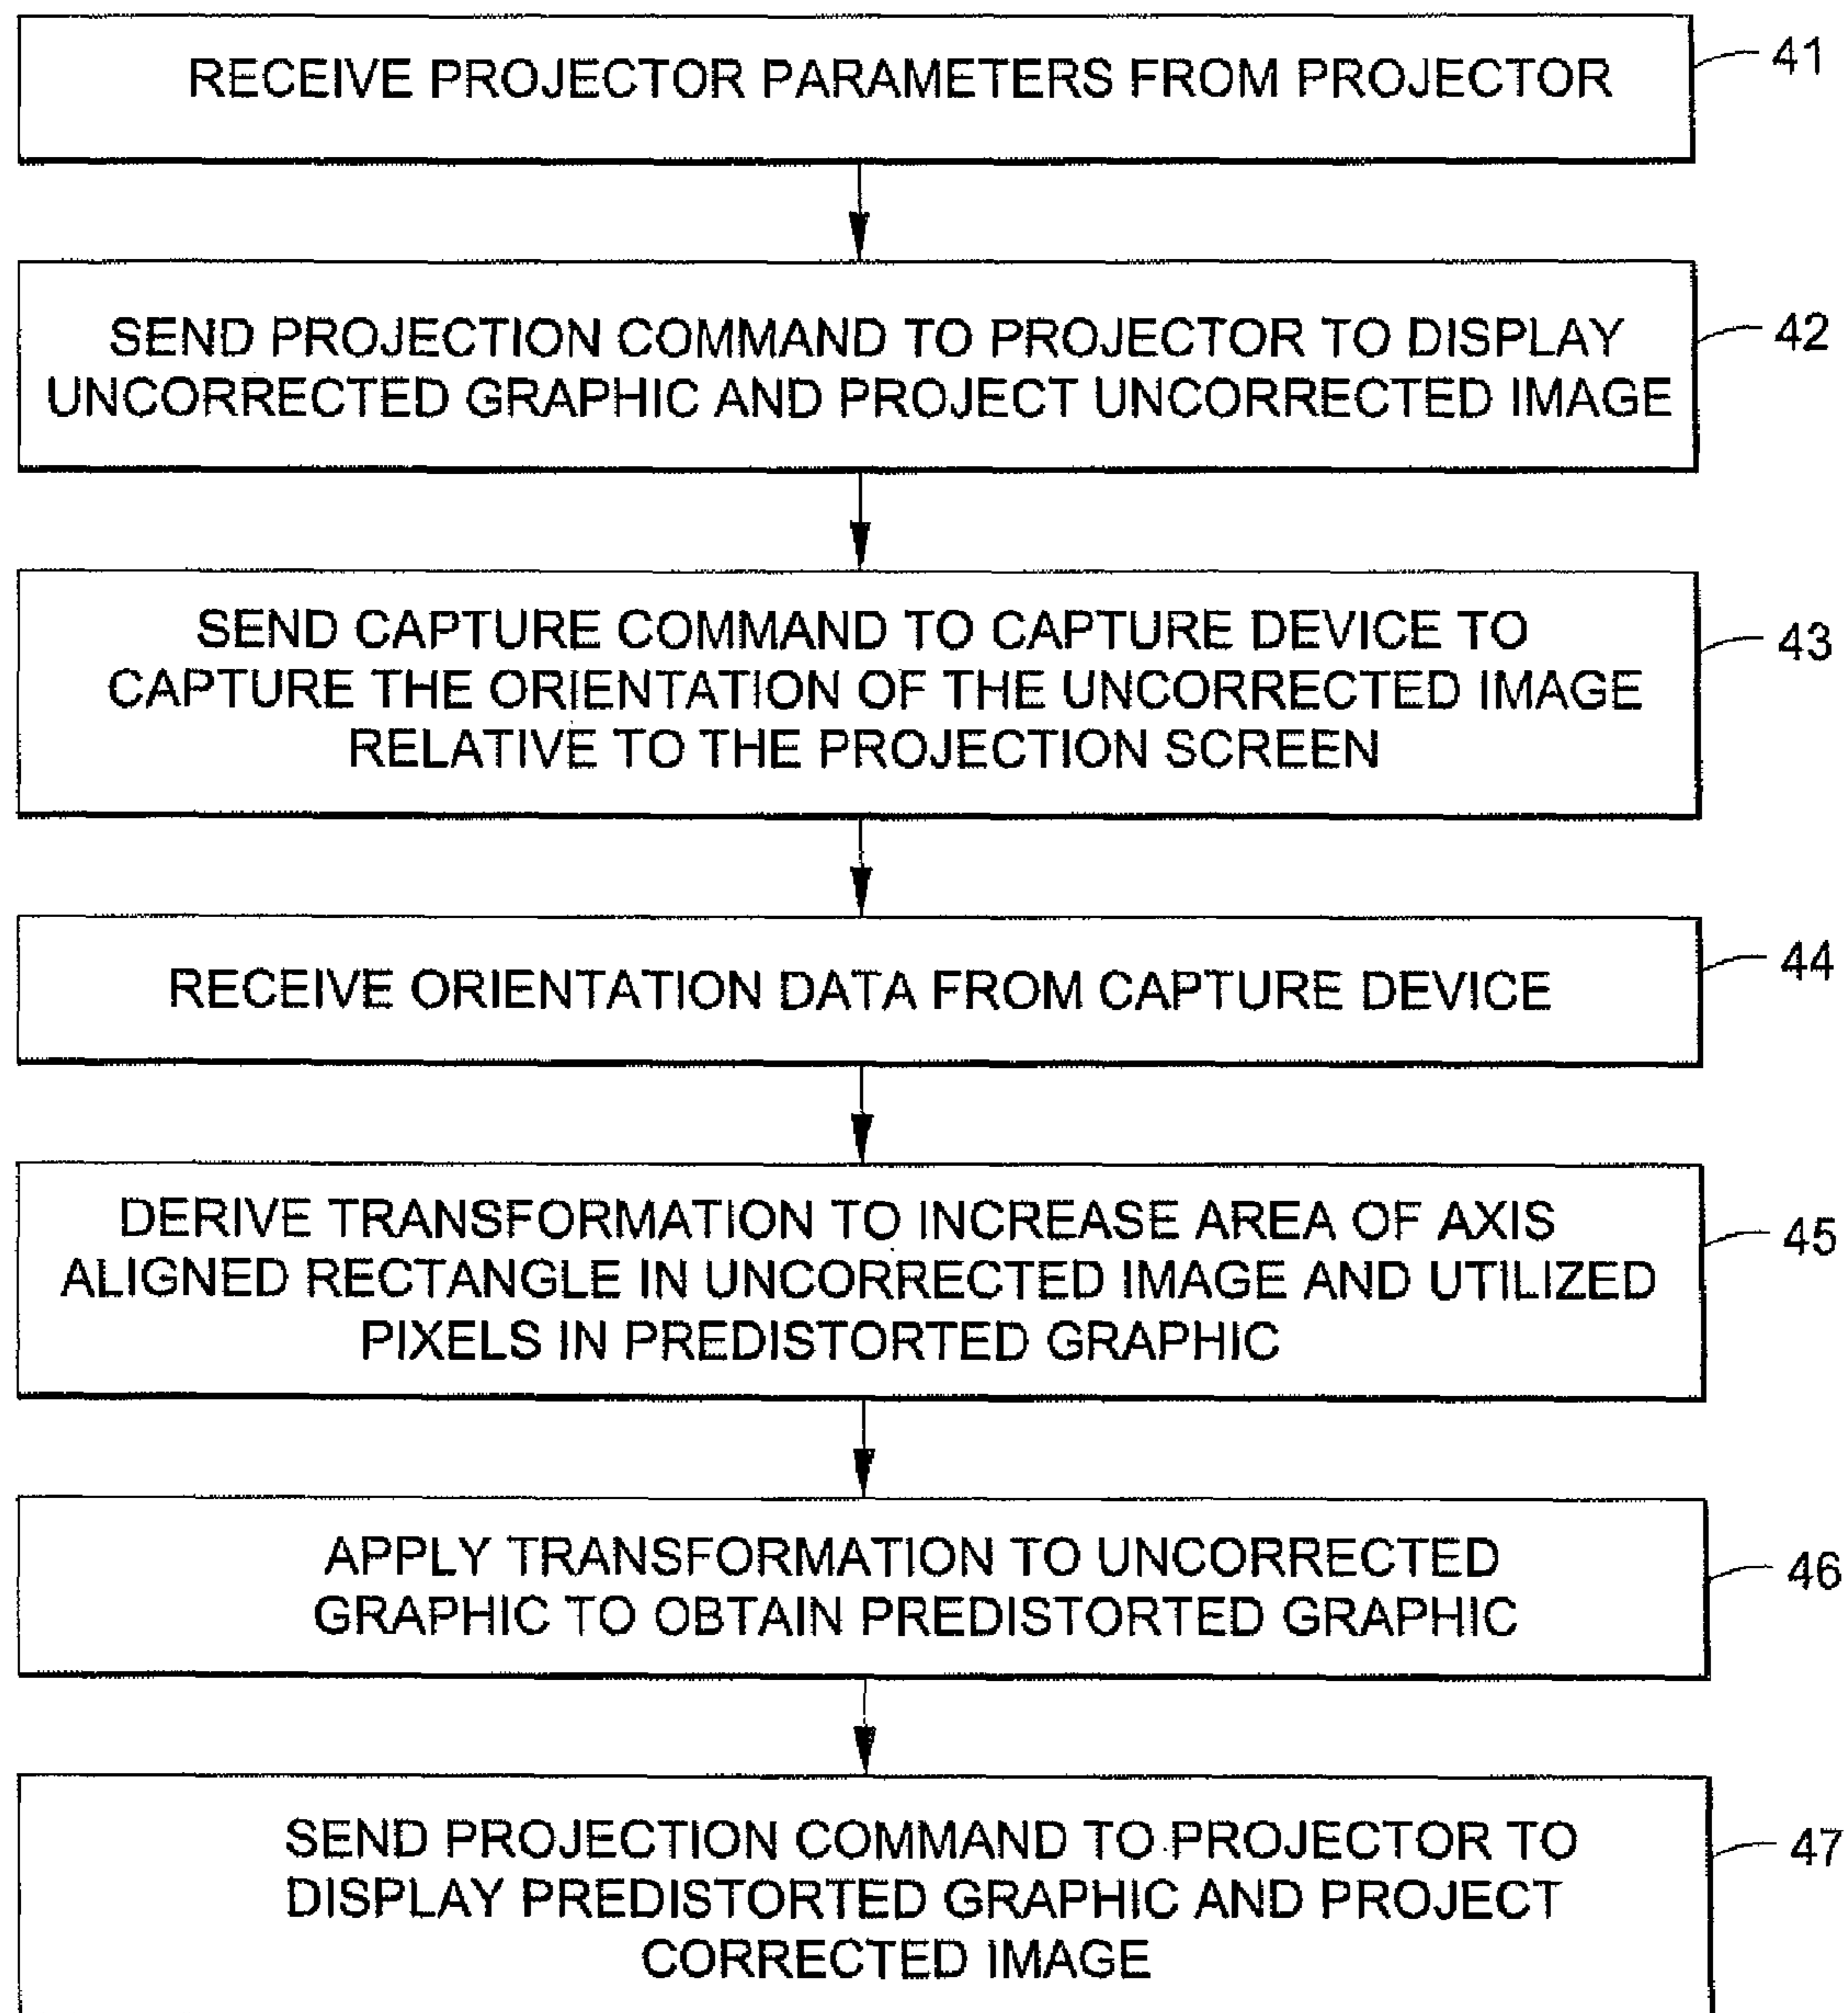 RECEIVE PROJECTOR PARAMETERS FROM PROJECTOR
41
SEND PROJECTION COMMAND TO PROJECTOR TO DISPLAY
UNCORRECTED GRAPHIC AND PROJECT UNCORRECTED IMAGE
42
SEND CAPTURE COMMAND TO CAPTURE DEVICE TO
CAPTURE THE ORIENTATION OF THE UNCORRECTED IMAGE
RELATIVE TO THE PROJECTION SCREEN
43
RECEIVE ORIENTATION DATA FROM CAPTURE DEVICE
44
DERIVE TRANSFORMATION TO INCREASE AREA OF AXIS
ALIGNED RECTANGLE IN UNCORRECTED IMAGE AND UTILIZED
PIXELS IN PREDISTORTED GRAPHIC
45
APPLY TRANSFORMATION TO UNCORRECTED
GRAPHIC TO OBTAIN PREDISTORTED GRAPHIC
46
SEND PROJECTION COMMAND TO PROJECTOR TO
DISPLAY PREDISTORTED GRAPHIC AND PROJECT
CORRECTED IMAGE
47